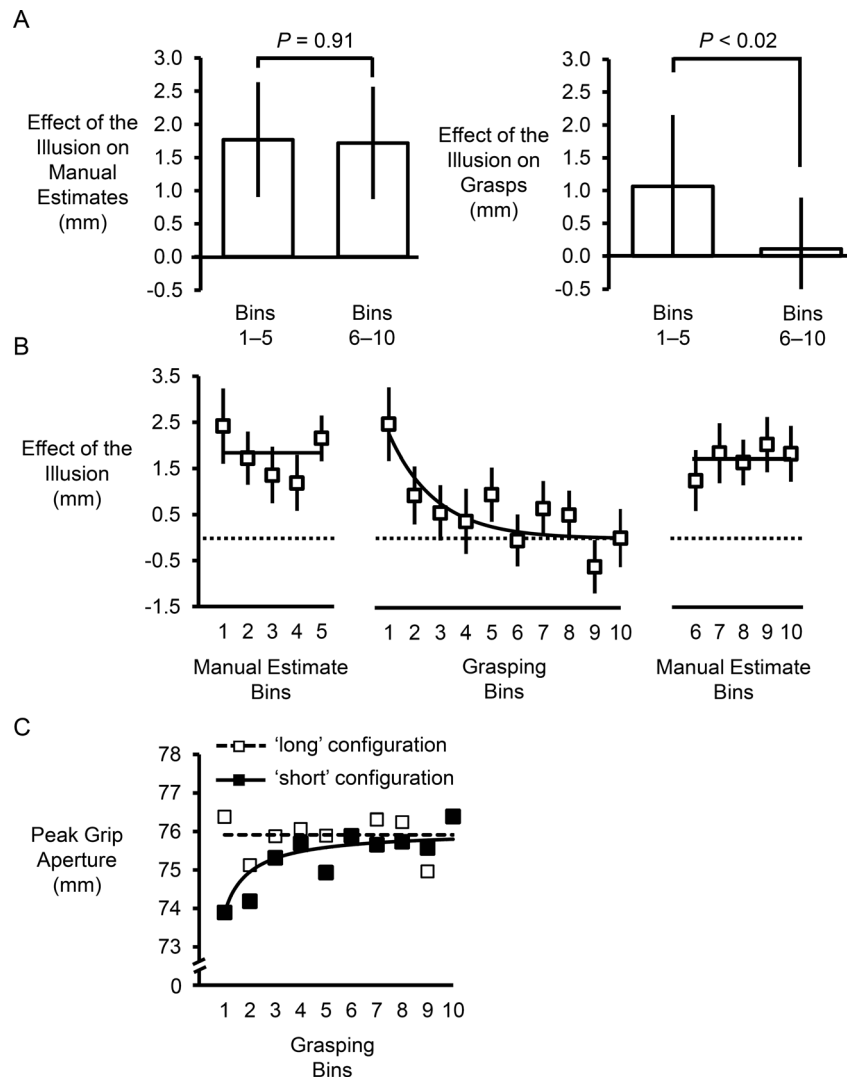 A
P = 0.91
P < 0.02
Effect of the
Illusion on
Manual
Estimates
(mm)
3.0
2.5
2.0
1.5
1.0
0.5
0.0
-0.5
Bins
1–5
Bins
6–10
Effect of the
Illusion on
Grasps
(mm)
3.0
2.5
2.0
1.5
1.0
0.5
0.0
-0.5
Bins
1–5
Bins
6–10
B
Effect of the
Illusion
(mm)
3.5
2.5
1.5
0.5
-0.5
-1.5
1 2 3 4 5
Manual Estimate
Bins
1 2 3 4 5 6 7 8 9 10
Grasping
Bins
6 7 8 9 10
Manual Estimate
Bins
C
'long' configuration
'short' configuration
Peak Grip
Aperture
(mm)
78
77
76
75
74
73
0
1 2 3 4 5 6 7 8 9 10
Grasping
Bins